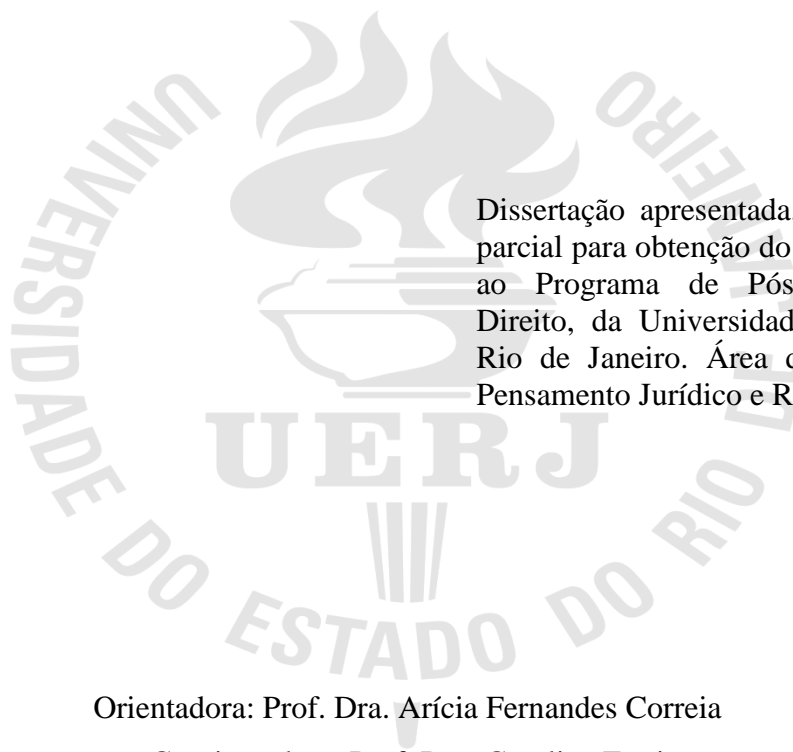 UNIVERSIDADE DO ESTADO DO RIO DE JANEIRO
Dissertação apresentada
parcial para obtenção do
ao Programa de Pós
Direito, da Universidad
Rio de Janeiro. Área
Pensamento Jurídico e R
UERJ
Orientadora: Prof. Dra. Arícia Fernandes Correia